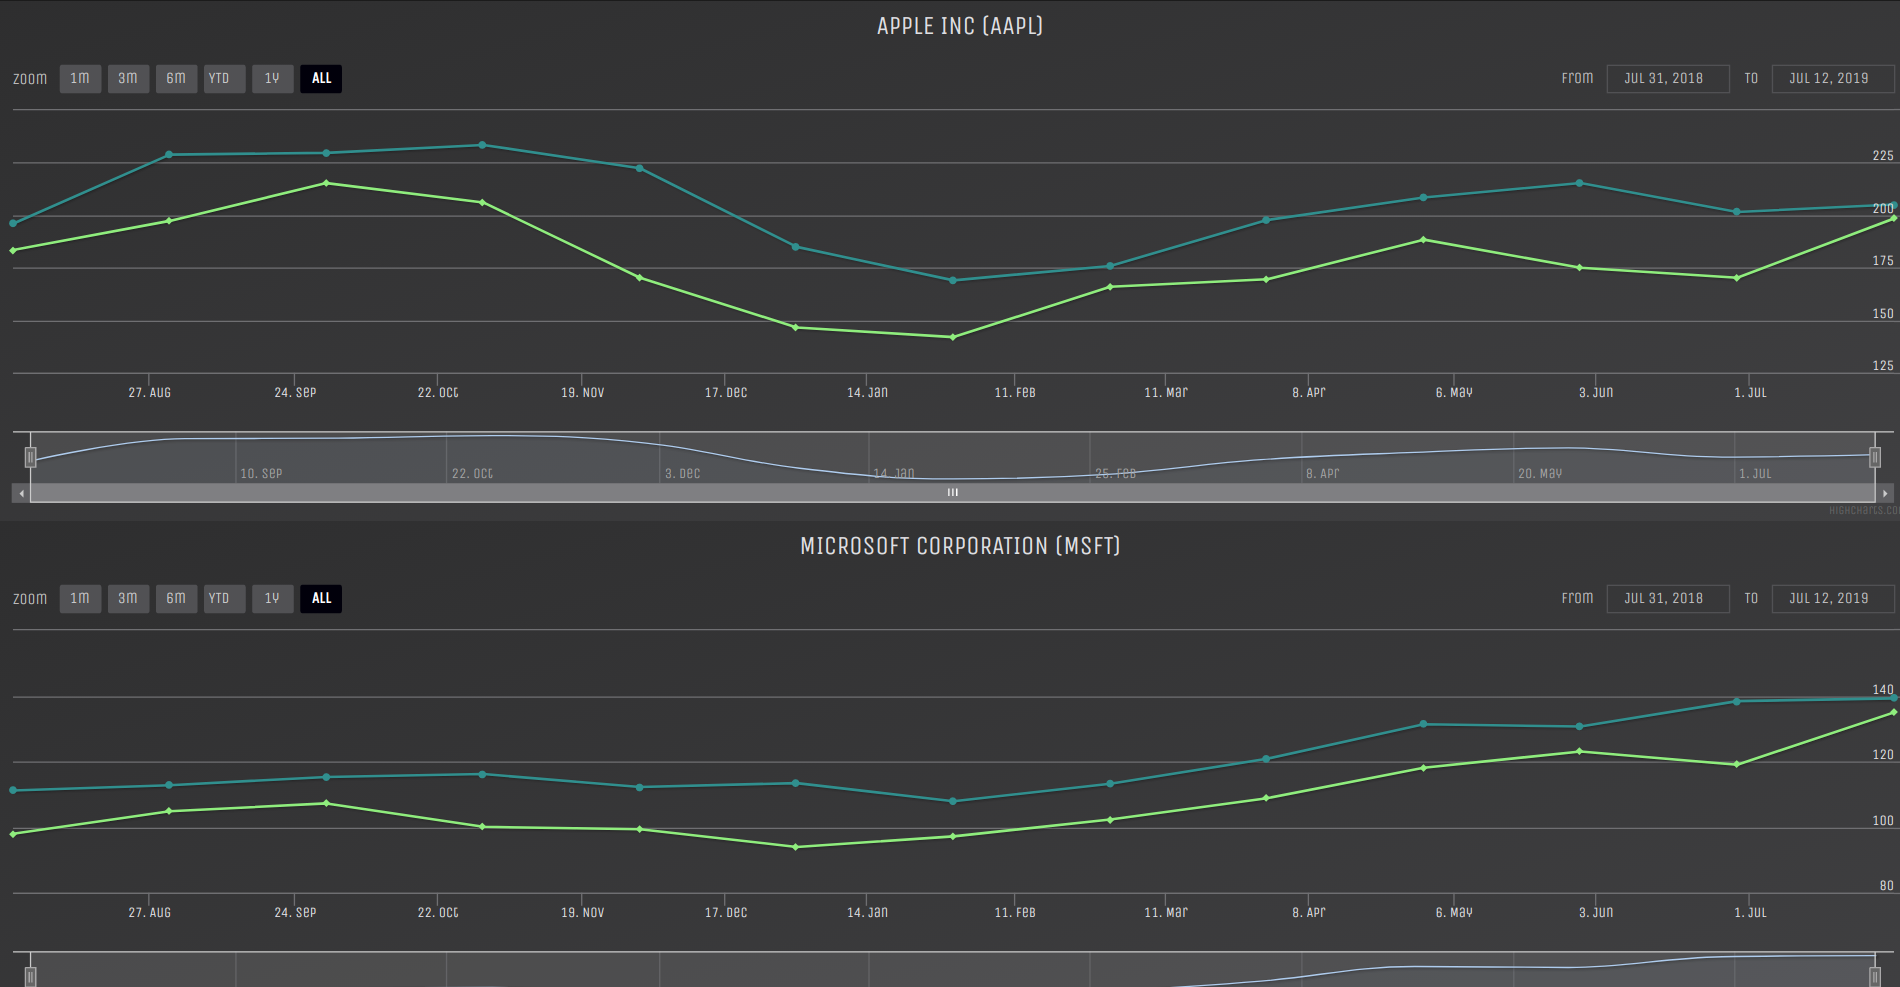 APPLE INC (AAPL)
ZOOM 1M 3M 6M YTD 1Y ALL FROM JUL 31, 2018 TO JUL 12, 2019
225
200
175
150
125
27. AUG 24. SEP 22. OCT 19. NOV 17. DEC 14. JAN 11. FEB 11. MAR 8. APR 6. MAY 3. JUN 1. JUL
10. SEP 22. OCT 3. DEC 14. JAN 25. FEB 8. APR 20. MAY 1. JUL
HIGHCHARTS.CO
MICROSOFT CORPORATION (MSFT)
ZOOM 1M 3M 6M YTD 1Y ALL FROM JUL 31, 2018 TO JUL 12, 2019
140
120
100
80
27. AUG 24. SEP 22. OCT 19. NOV 17. DEC 14. JAN 11. FEB 11. MAR 8. APR 6. MAY 3. JUN 1. JUL